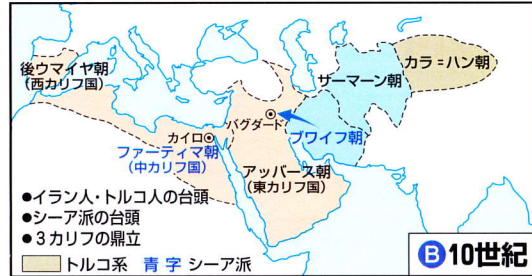 後ウマイヤ朝
(西カリフ国)
カイロ
ファーティマ朝
(中カリフ国)
バグダード
アッバース朝
(東カリフ国)
ブワイフ朝
サーマーン朝
カラ=ハン朝
●イラン人・トルコ人の台頭
●シーア派の台頭
●3カリフの鼎立
トルコ系 青字 シーア派
B 10世紀